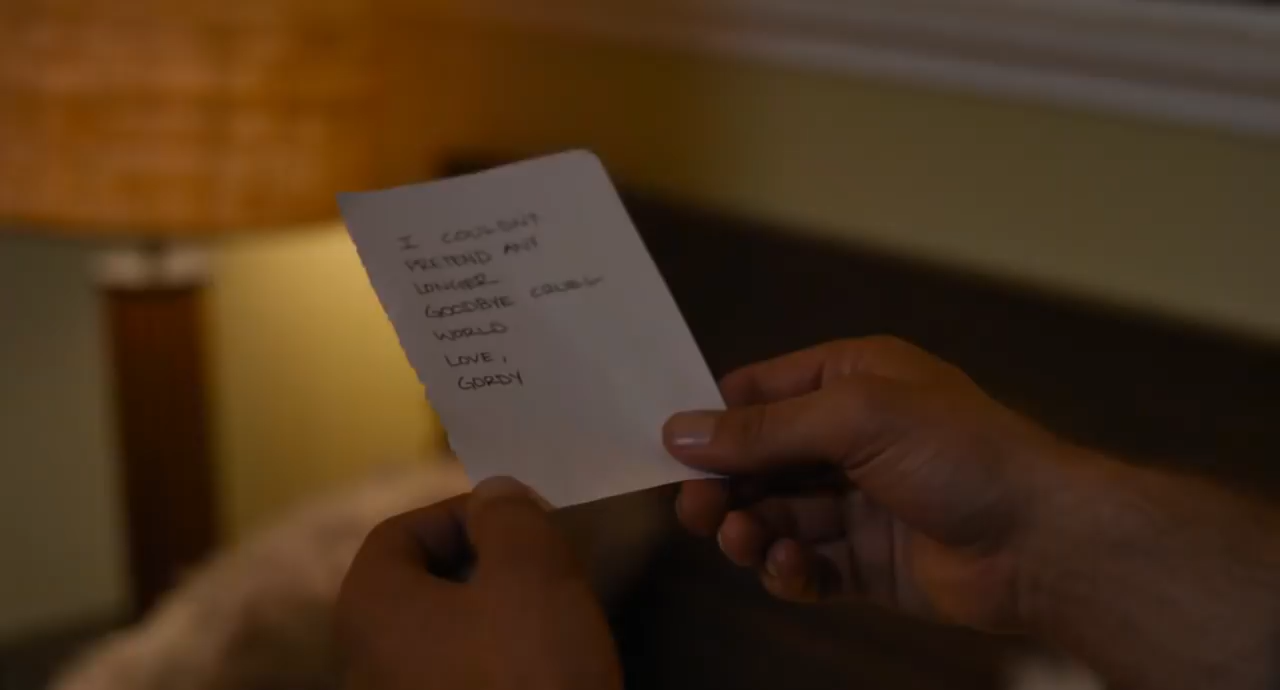 I COULDN'T
PRETEND ANY
LONGER
GOODBYE CRUEL
WORLD
LOVE,
GORDY